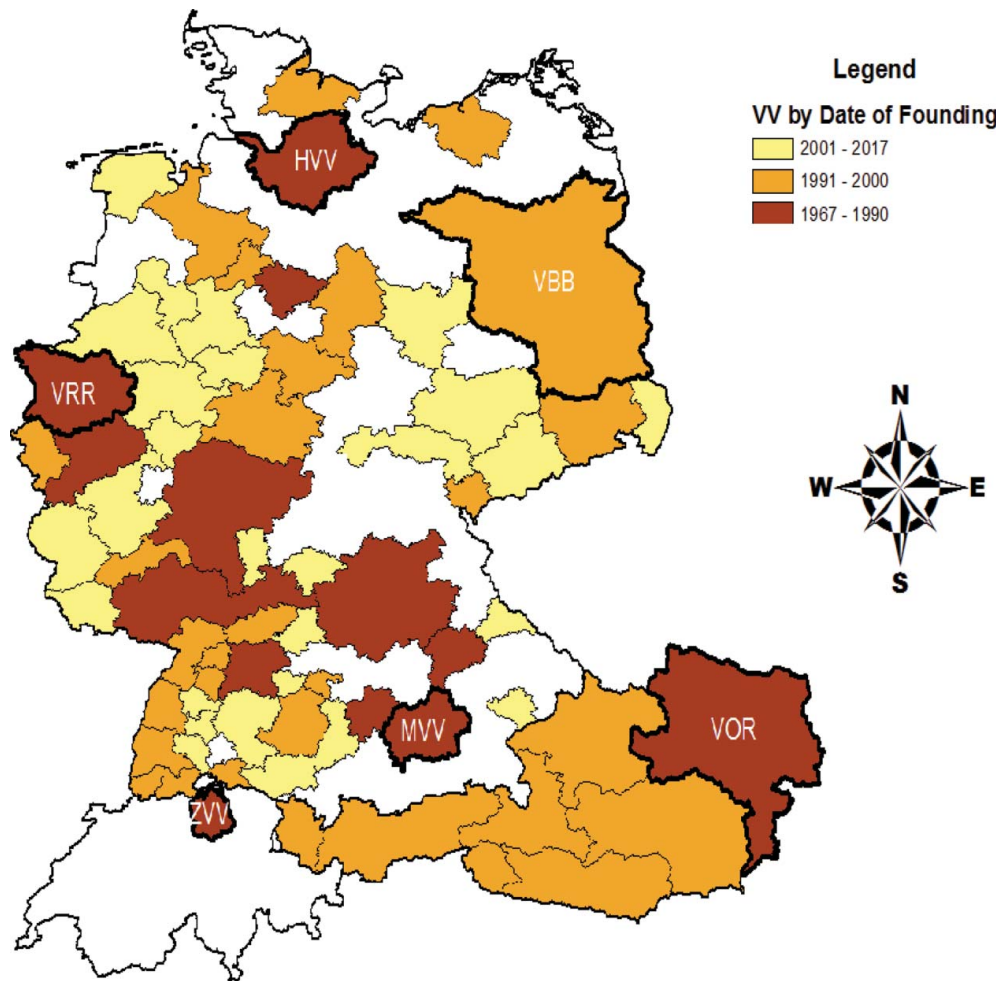 Legend
VV by Date of Founding
2001 - 2017
1991 - 2000
1967 - 1990
HVV
VBB
VRR
N
W E
S
MVV
VOR
ZVV